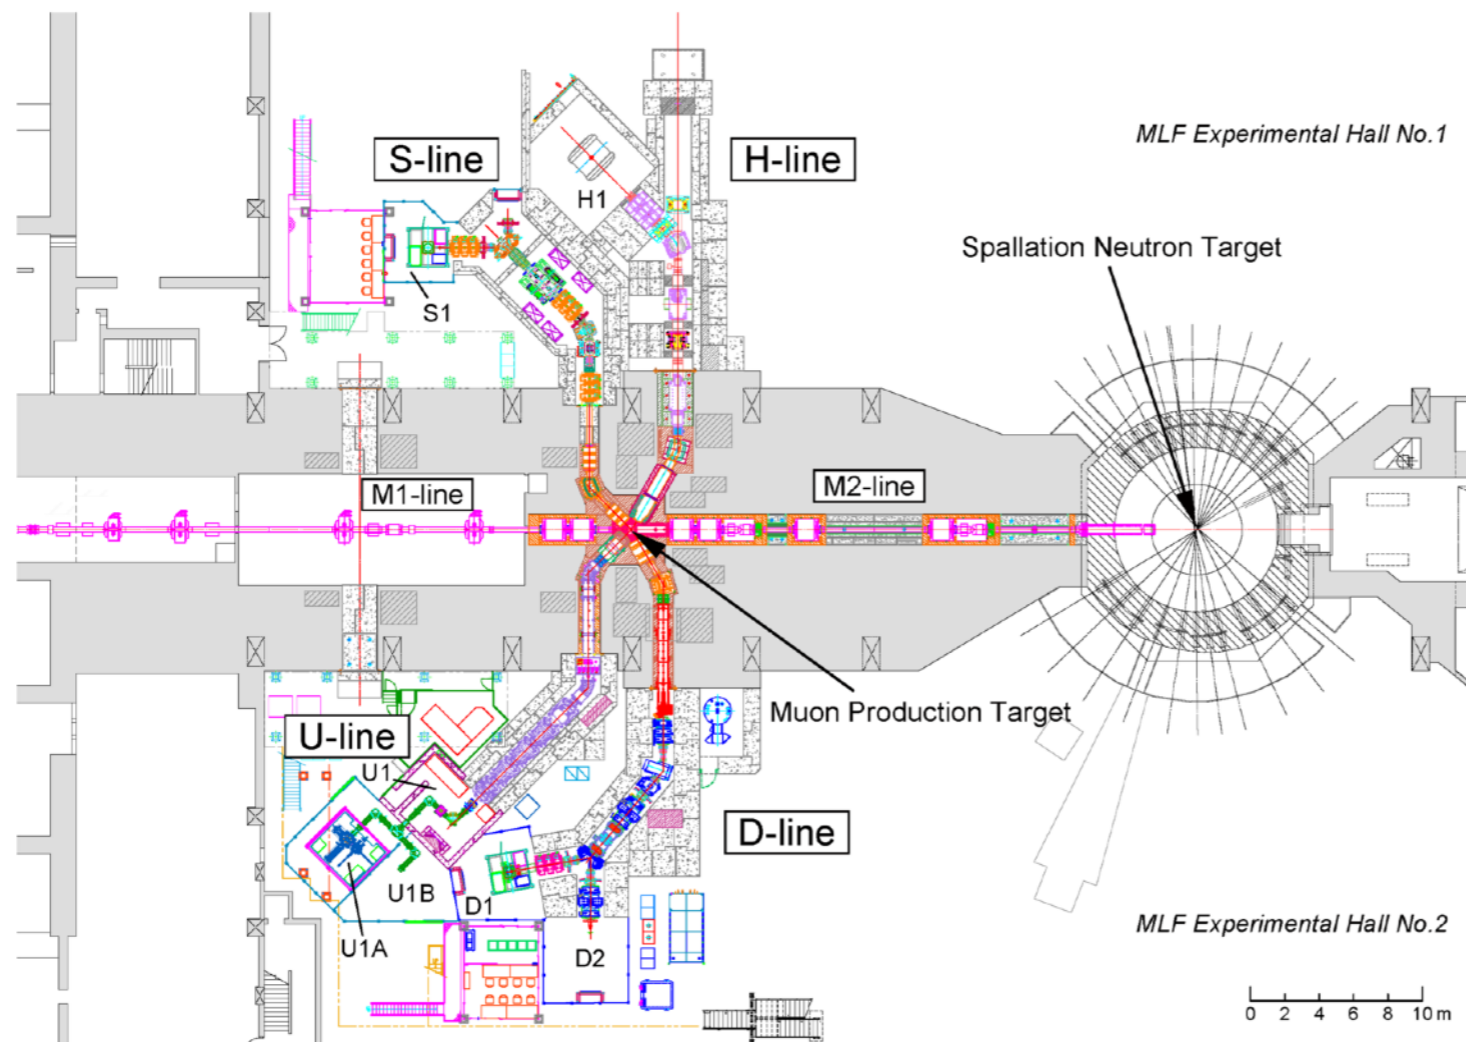 MLF Experimental Hall No.1
S-line
H-line
H1
Spallation Neutron Target
S1
M1-line
M2-line
Muon Production Target
U-line
U1
D-line
U1B
D1
MLF Experimental Hall No.2
U1A
D2
0 2 4 6 8 10 m